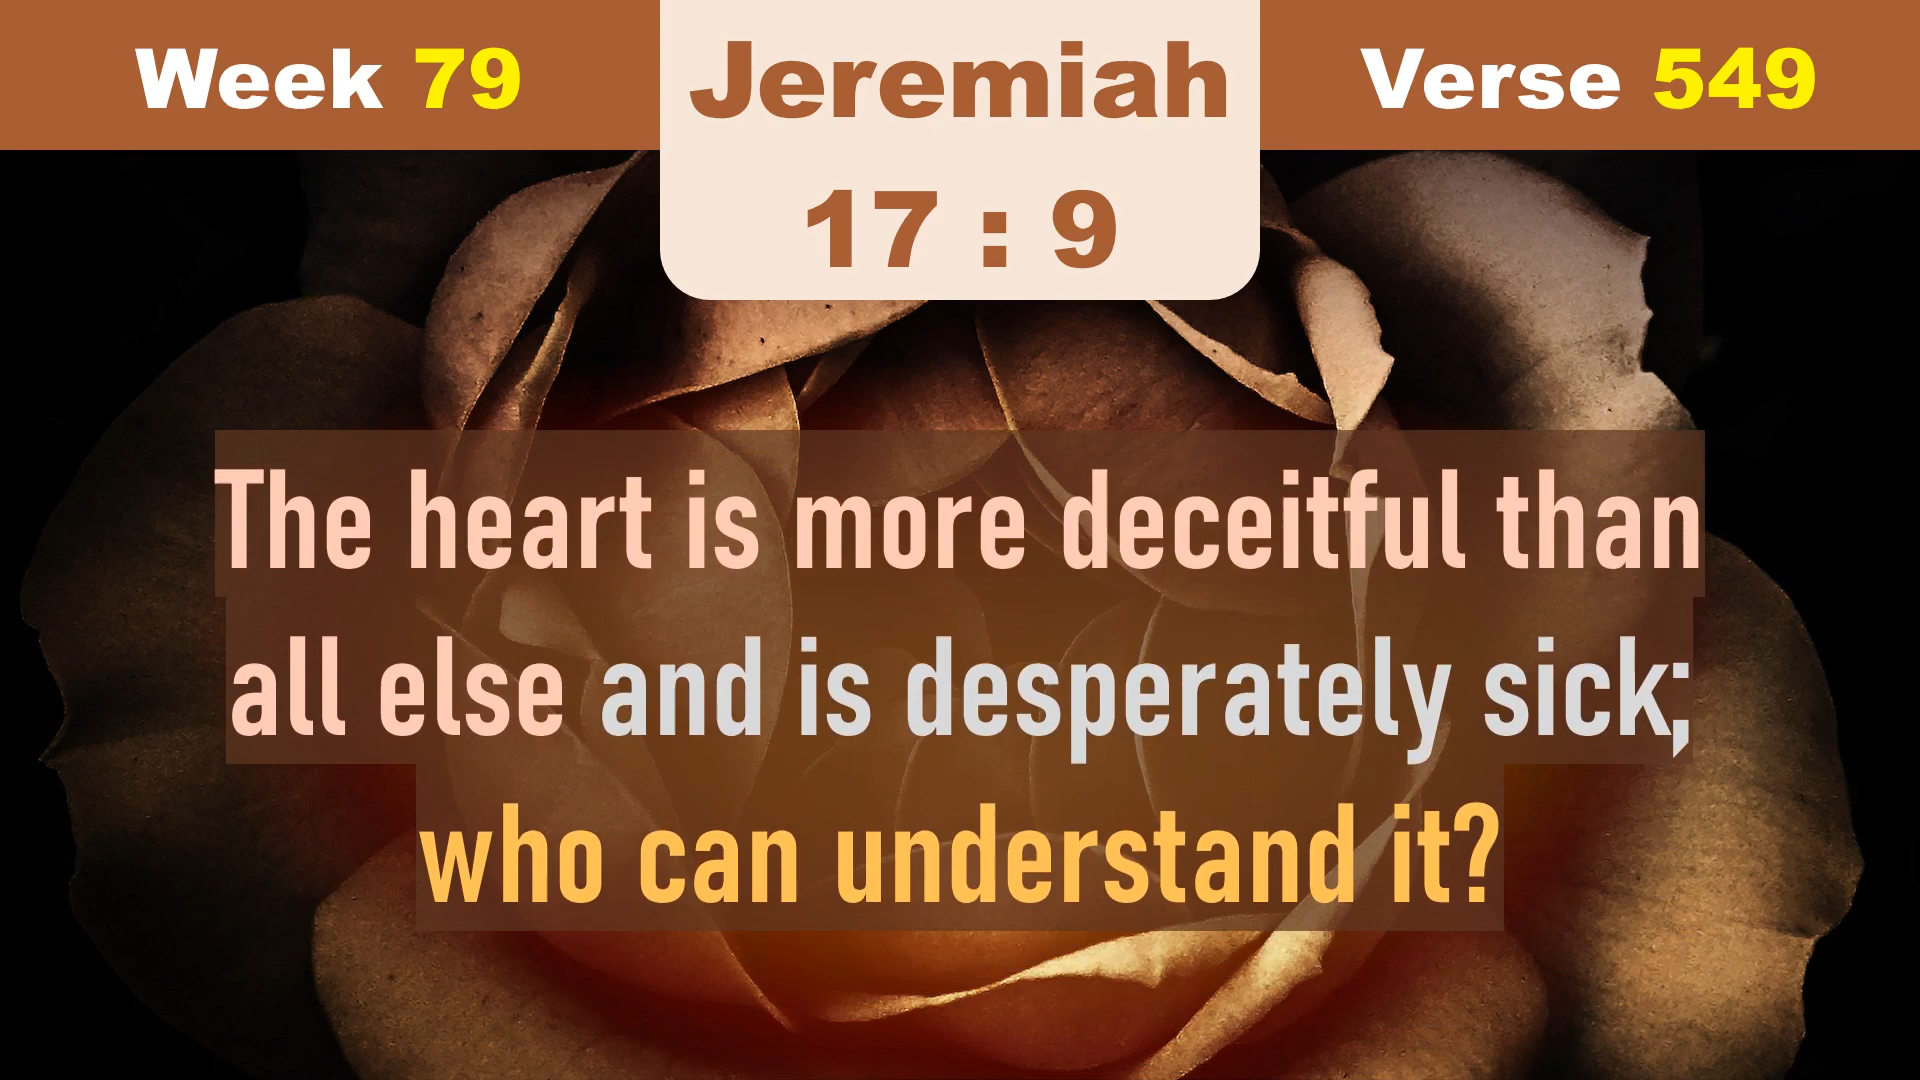 Week 79
Jeremiah
17 : 9
Verse 549
The heart is more deceitful than
all else and is desperately sick;
who can understand it?